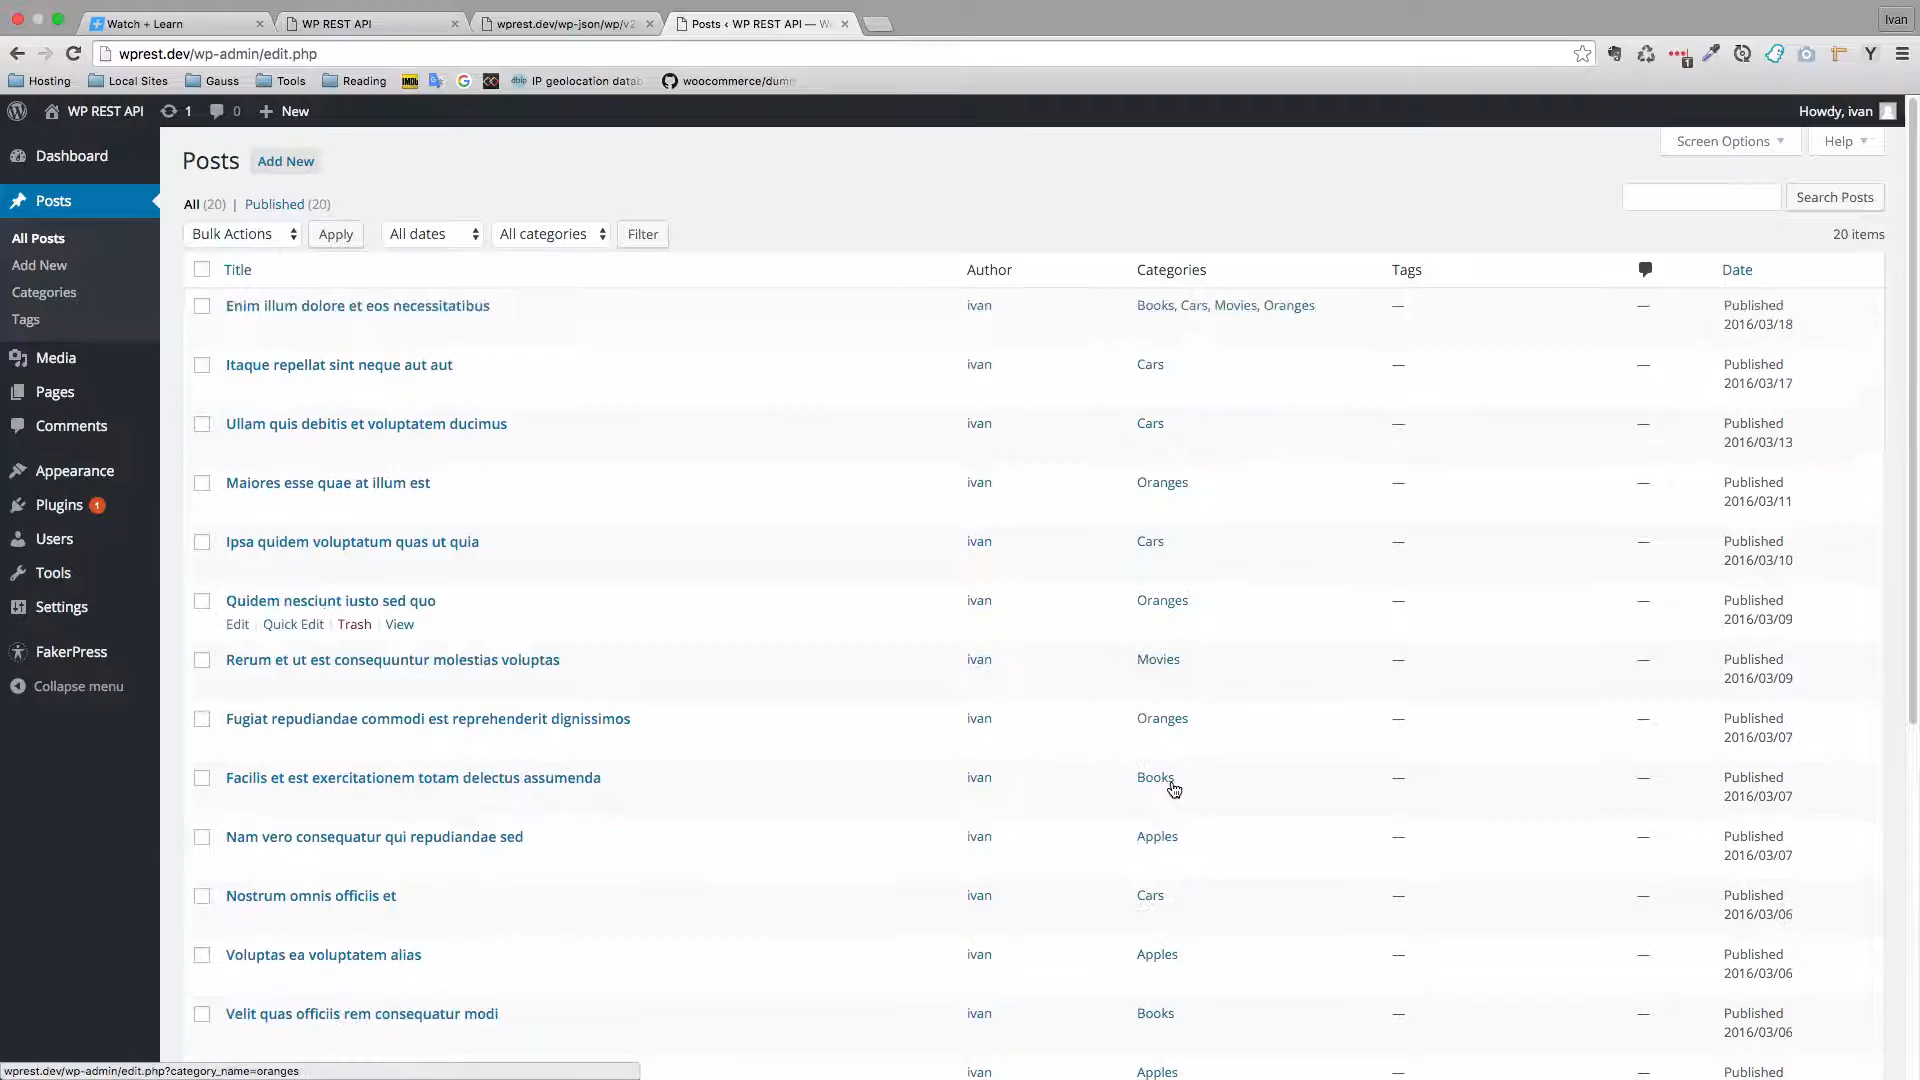 Watch + Learn
WP REST API
wprest.dev/wp-json/wp/v2
Posts ‹ WP REST API — W
Ivan
wprest.dev/wp-admin/edit.php
1
Hosting
Local Sites
Gauss
Tools
Reading
IMDb
dbip IP geolocation datab
woocommerce/dumm
WP REST API
1
0
New
Howdy, ivan
Dashboard
Posts
All Posts
Add New
Categories
Tags
Media
Pages
Comments
Appearance
Plugins 1
Users
Tools
Settings
FakerPress
Collapse menu
Posts Add New
Screen Options
Help
All (20) | Published (20)
Search Posts
Bulk Actions
Apply
All dates
All categories
Filter
20 items
Title Author Categories Tags Date
Enim illum dolore et eos necessitatibus ivan Books, Cars, Movies, Oranges — — Published
2016/03/18
Itaque repellat sint neque aut aut ivan Cars — — Published
2016/03/17
Ullam quis debitis et voluptatem ducimus ivan Cars — — Published
2016/03/13
Maiores esse quae at illum est ivan Oranges — — Published
2016/03/11
Ipsa quidem voluptatum quas ut quia ivan Cars — — Published
2016/03/10
Quidem nesciunt iusto sed quo ivan Oranges — — Published
Edit | Quick Edit | Trash | View 2016/03/09
Rerum et ut est consequuntur molestias voluptas ivan Movies — — Published
2016/03/09
Fugiat repudiandae commodi est reprehenderit dignissimos ivan Oranges — — Published
2016/03/07
Facilis et est exercitationem totam delectus assumenda ivan Books — — Published
2016/03/07
Nam vero consequatur qui repudiandae sed ivan Apples — — Published
2016/03/07
Nostrum omnis officiis et ivan Cars — — Published
2016/03/06
Voluptas ea voluptatem alias ivan Apples — — Published
2016/03/06
Velit quas officiis rem consequatur modi ivan Books — — Published
2016/03/06
ivan Apples — — Published
wprest.dev/wp-admin/edit.php?category_name=oranges